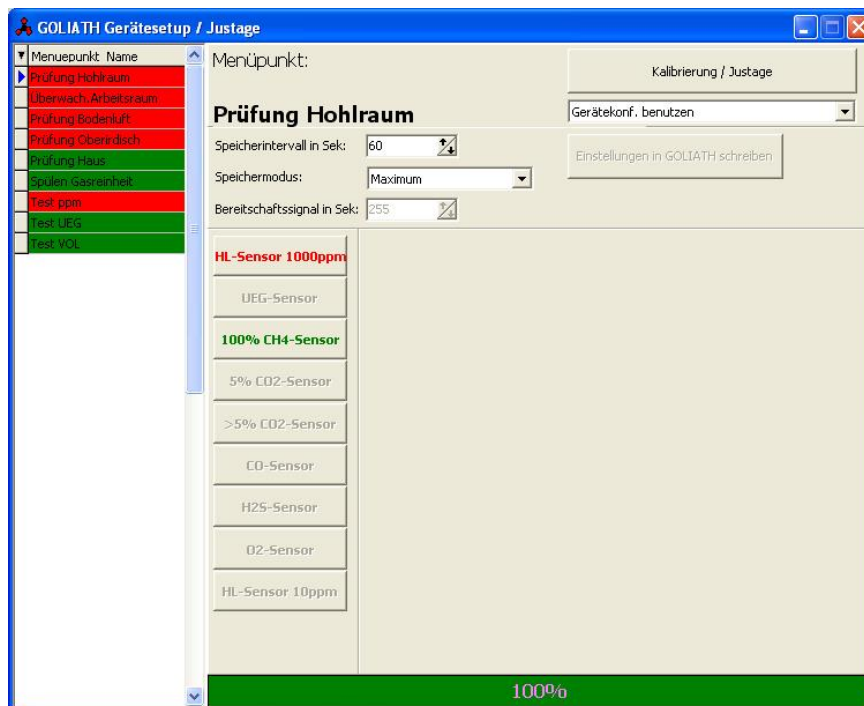 GOLIATH Gerätesetup / Justage
Menuepunkt Name
Prüfung Hohlraum
Überwach.Arbeitsraum
Prüfung Bodenluft
Prüfung Oberirdisch
Prüfung Haus
Spülen Gasreinheit
Test ppm
Test UEG
Test VOL
Menüpunkt:
Kalibrierung / Justage
Prüfung Hohlraum
Gerätekonf. benutzen
Speicherintervall in Sek: 60
Einstellungen in GOLIATH schreiben
Speichermodus: Maximum
Bereitschaftssignal in Sek: 255
HL-Sensor 1000ppm
UEG-Sensor
100% CH4-Sensor
5% CO2-Sensor
>5% CO2-Sensor
CO-Sensor
H2S-Sensor
O2-Sensor
HL-Sensor 10ppm
100%